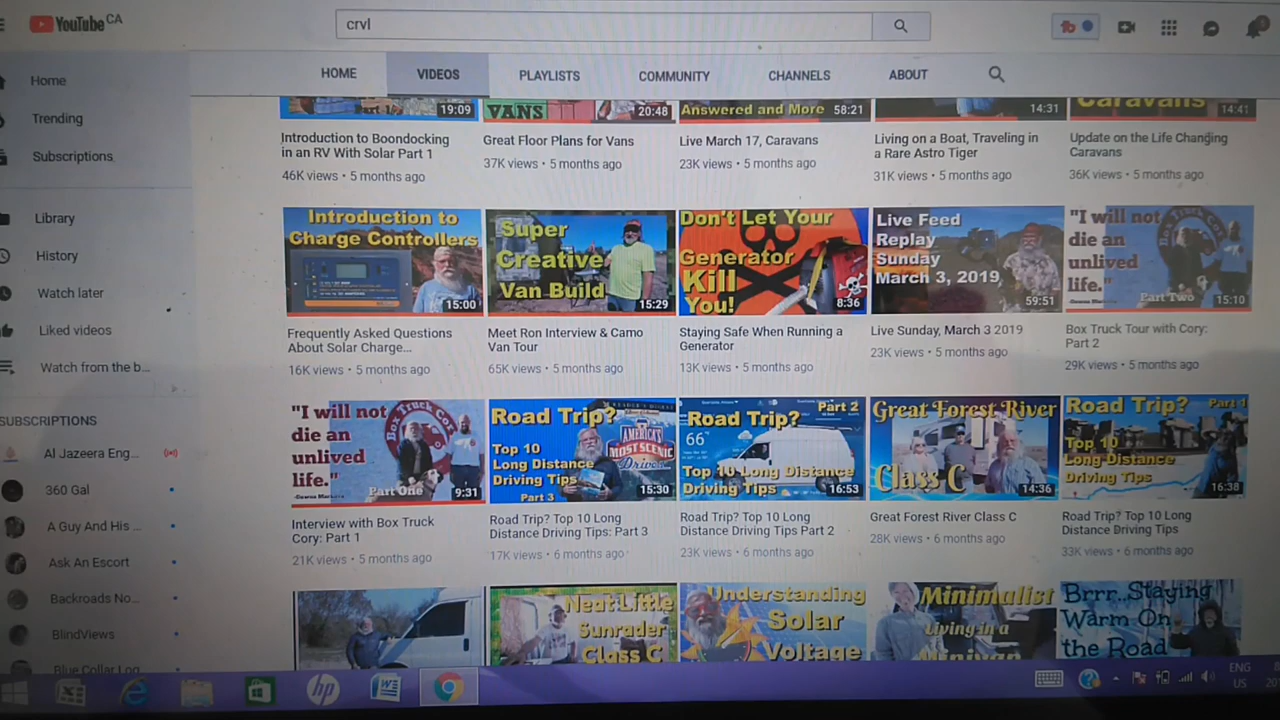 YouTube CA
crvl
HOME VIDEOS PLAYLISTS COMMUNITY CHANNELS ABOUT
Home
Trending
Subscriptions
Library
History
Watch later
Liked videos
Watch from the b...
SUBSCRIPTIONS
Al Jazeera Eng...
360 Gal
A Guy And His ...
Ask An Escort
Backroads No...
BlindViews
Blue Collar Log
19:09
Introduction to Boondocking
in an RV With Solar Part 1
46K views • 5 months ago
VANS
20:48
Great Floor Plans for Vans
37K views • 5 months ago
Answered and More 58:21
Live March 17, Caravans
23K views • 5 months ago
14:31
Living on a Boat, Traveling in
a Rare Astro Tiger
31K views • 5 months ago
Caravans
14:41
Update on the Life Changing
Caravans
36K views • 5 months ago
Introduction to
Charge Controllers
15:00
Frequently Asked Questions
About Solar Charge...
16K views • 5 months ago
Super
Creative
Van Build
15:29
Meet Ron Interview & Camo
Van Tour
65K views • 5 months ago
Don't Let Your
Generator
Kill
You!
8:36
Staying Safe When Running a
Generator
13K views • 5 months ago
Live Feed
Replay
Sunday
March 3, 2019
59:51
Live Sunday, March 3 2019
23K views • 5 months ago
"I will not
die an
unlived
life."
Part Two
15:10
Box Truck Tour with Cory:
Part 2
29K views • 5 months ago
"I will not
die an
unlived
life."
Part One
9:31
Interview with Box Truck
Cory: Part 1
21K views • 5 months ago
Road Trip?
Top 10
Long Distance
Driving Tips
Part 3
AMERICA'S
MOST SCENIC
Drives
15:30
Road Trip? Top 10 Long
Distance Driving Tips: Part 3
17K views • 6 months ago
Part 2
Road Trip?
66°
Top 10 Long Distance
Driving Tips
16:53
Road Trip? Top 10 Long
Distance Driving Tips Part 2
23K views • 6 months ago
Great Forest River
Class C
14:36
Great Forest River Class C
28K views • 6 months ago
Road Trip? Part 1
Top 10
Long Distance
Driving Tips
16:38
Road Trip? Top 10 Long
Distance Driving Tips
33K views • 6 months ago
Neat Little
Sunrader
Class C
Understanding
Solar
Voltage
Minimalist
Living in a
Minivan
Brrr..Staying
Warm On
the Road
hp
ENG
US